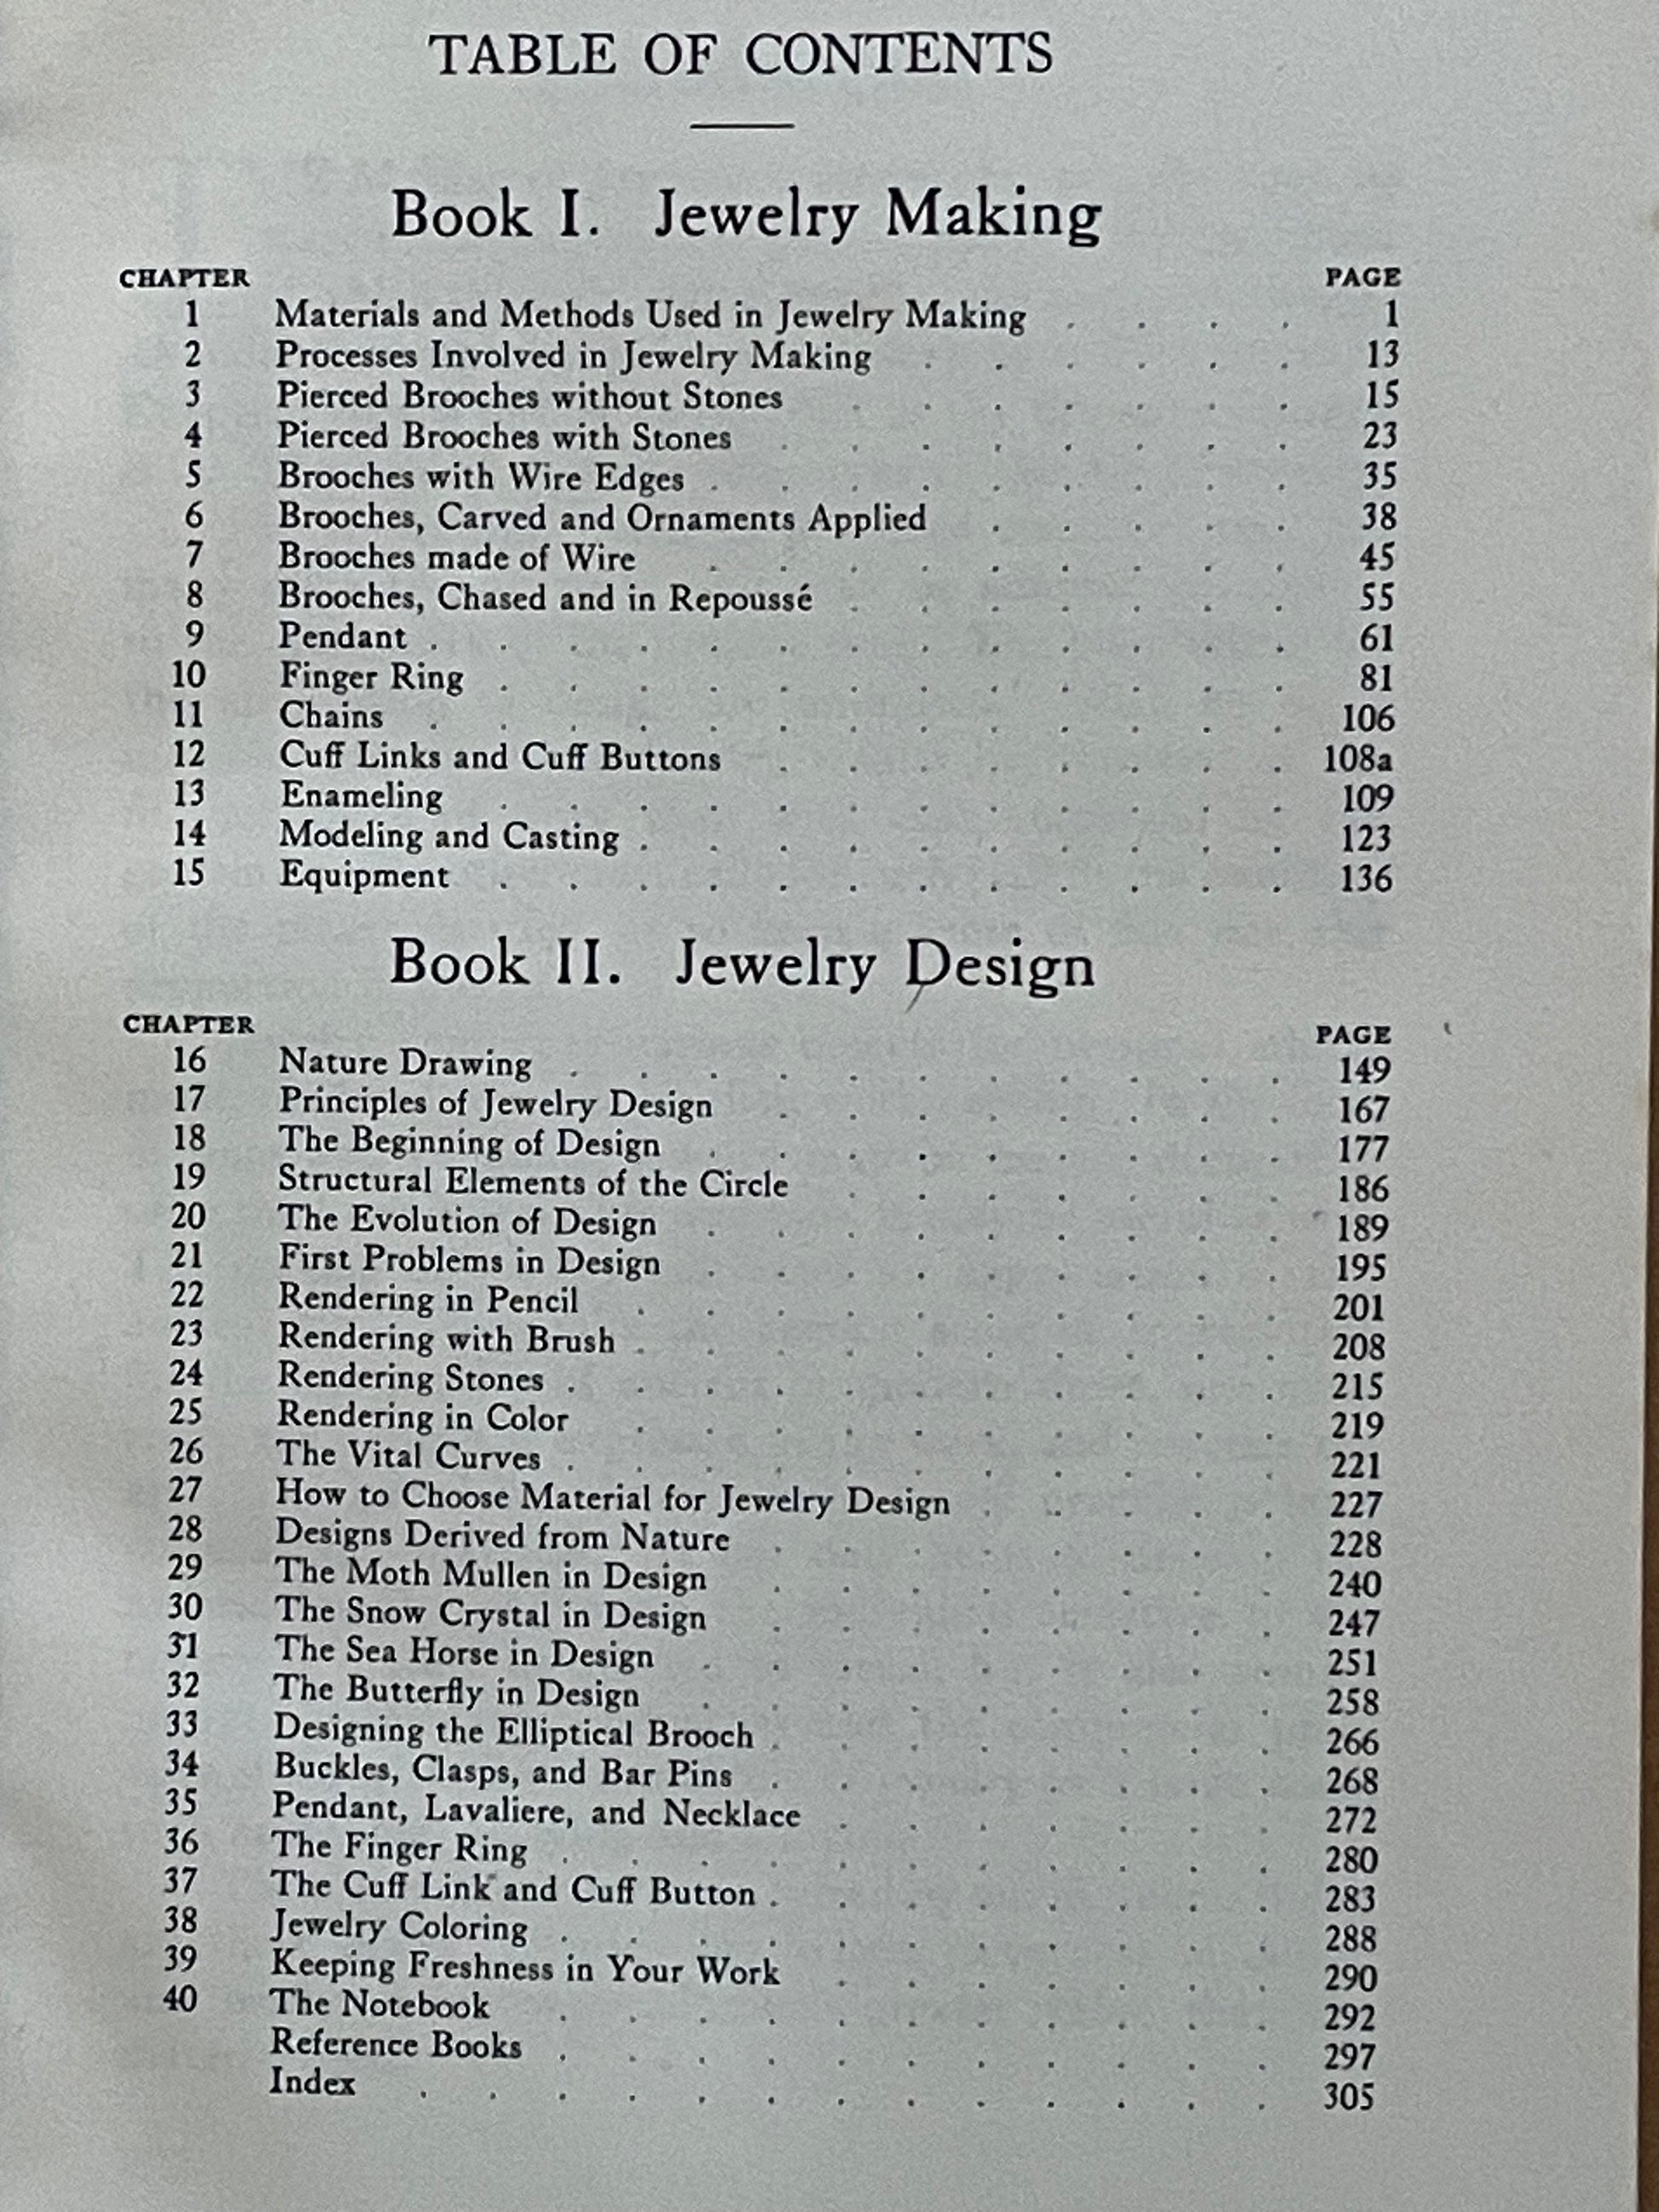 TABLE OF CONTENTS
Book I. Jewelry Making
CHAPTER PAGE
1 Materials and Methods Used in Jewelry Making . . . . 1
2 Processes Involved in Jewelry Making . . . . . . 13
3 Pierced Brooches without Stones . . . . . . . 15
4 Pierced Brooches with Stones . . . . . . . . 23
5 Brooches with Wire Edges . . . . . . . . . 35
6 Brooches, Carved and Ornaments Applied . . . . . 38
7 Brooches made of Wire . . . . . . . . . 45
8 Brooches, Chased and in Repoussé . . . . . . . 55
9 Pendant . . . . . . . . . . . . . 61
10 Finger Ring . . . . . . . . . . . . 81
11 Chains . . . . . . . . . . . . . 106
12 Cuff Links and Cuff Buttons . . . . . . . . 108a
13 Enameling . . . . . . . . . . . . 109
14 Modeling and Casting . . . . . . . . . . 123
15 Equipment . . . . . . . . . . . . 136
Book II. Jewelry Design
CHAPTER PAGE
16 Nature Drawing . . . . . . . . . . . 149
17 Principles of Jewelry Design . . . . . . . . 167
18 The Beginning of Design . . . . . . . . . 177
19 Structural Elements of the Circle . . . . . . . 186
20 The Evolution of Design . . . . . . . . . 189
21 First Problems in Design . . . . . . . . . 195
22 Rendering in Pencil . . . . . . . . . . 201
23 Rendering with Brush . . . . . . . . . . 208
24 Rendering Stones . . . . . . . . . . . 215
25 Rendering in Color . . . . . . . . . . 219
26 The Vital Curves . . . . . . . . . . . 221
27 How to Choose Material for Jewelry Design . . . . . 227
28 Designs Derived from Nature . . . . . . . . 228
29 The Moth Mullen in Design . . . . . . . . 240
30 The Snow Crystal in Design . . . . . . . . 247
31 The Sea Horse in Design . . . . . . . . . 251
32 The Butterfly in Design . . . . . . . . . 258
33 Designing the Elliptical Brooch . . . . . . . . 266
34 Buckles, Clasps, and Bar Pins . . . . . . . . 268
35 Pendant, Lavaliere, and Necklace . . . . . . . 272
36 The Finger Ring . . . . . . . . . . . 280
37 The Cuff Link and Cuff Button . . . . . . . . 283
38 Jewelry Coloring . . . . . . . . . . . 288
39 Keeping Freshness in Your Work . . . . . . . 290
40 The Notebook . . . . . . . . . . . 292
Reference Books . . . . . . . . . . . 297
Index . . . . . . . . . . . . . 305